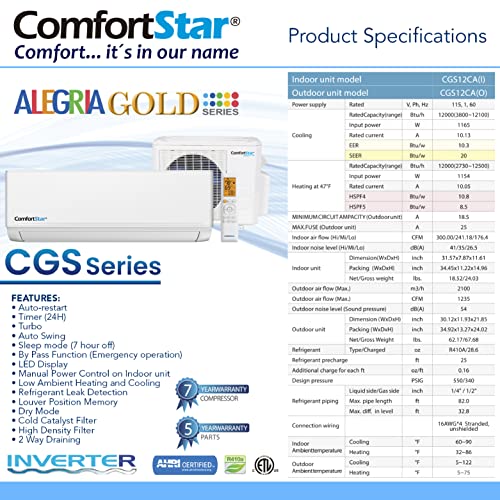 ComfortStar®
Comfort... it´s in our name
ALEGRIA GOLD SERIES
ComfortStar
ComfortStar
CGS Series
FEATURES:
- Auto-restart
- Timer (24H)
- Turbo
- Auto Swing
- Sleep mode (7 hour off)
- By Pass Function (Emergency operation)
- LED Display
- Manual Power Control on Indoor unit
- Low Ambient Heating and Cooling
- Refrigerant Leak Detection
- Louver Position Memory
- Dry Mode
- Cold Catalyst Filter
- High Density Filter
- 2 Way Draining
7 YEAR WARRANTY COMPRESSOR
5 YEAR WARRANTY PARTS
INVERTER
AHRI CERTIFIED
R410a
Product Specifications
Indoor unit model CGS12CA(I)
Outdoor unit model CGS12CA(O)
Power supply Rated V, Ph, Hz 115, 1, 60
Cooling RatedCapacity(range) Btu/h 12000(3600~12100)
Input power W 1165
Rated current A 10.13
EER Btu/w 10.3
SEER Btu/w 20
Heating at 47°F RatedCapacity(range) Btu/h 12000(2730~12500)
Input power W 1154
Rated current A 10.05
HSPF4 Btu/w 10.8
HSPF5 Btu/w 8.5
MINIMUM CIRCUIT AMPACITY (Outdoor unit) A 18.5
MAX.FUSE (Outdoor unit) A 25
Indoor air flow (Hi/Mi/Lo) CFM 300.00/241.18/176.4
Indoor noise level (Hi/Mi/Lo) dB(A) 41/35/26.5
Indoor unit Dimension(WxDxH) inch 31.57x7.87x11.61
Packing (WxDxH) inch 34.45x11.22x14.96
Net/Gross weight lbs. 18.52/24.03
Outdoor air flow (Max.) m3/h 2100
Outdoor air flow (Max.) CFM 1235
Outdoor noise level (Sound pressure) dB(A) 54
Outdoor unit Dimension (WxDxH) inch 30.12x11.93x21.85
Packing (WxDxH) inch 34.92x13.27x24.02
Net/Gross weight Lbs. 62.17/67.68
Refrigerant Type/Charged oz R410A/28.6
Refrigerant precharge ft 25
Additional charge for each ft oz/ft 0.16
Design pressure PSIG 550/340
Refrigerant piping Liquid side/Gas side inch 1/4" / 1/2"
Max. pipe length ft 82.0
Max. diff, in level ft 32.8
Connection wiring 16AWG*4 Stranded, unshielded
Indoor Ambienttemperature Cooling °F 60~90
Heating °F 32~86
Outdoor Ambienttemperature Cooling °F 5~122
Heating °F 5~75